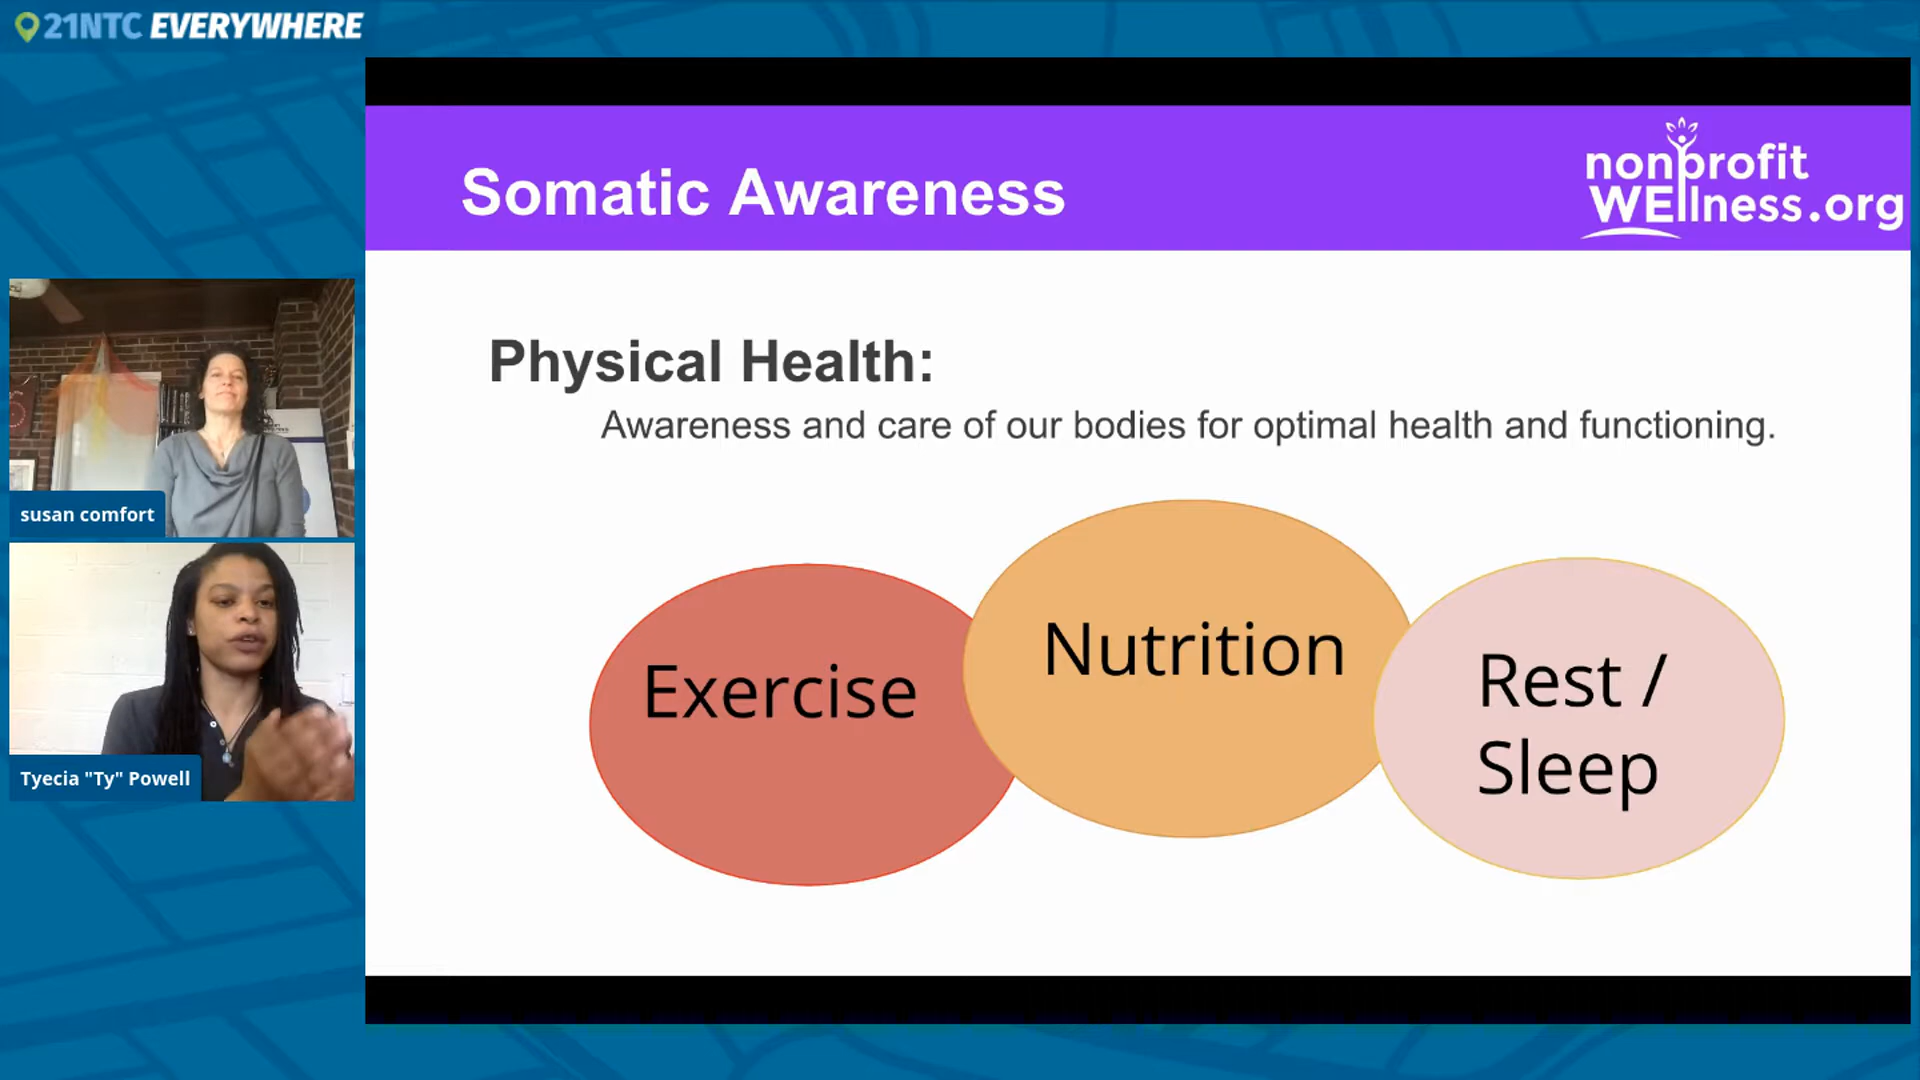 21NTC EVERYWHERE
Somatic Awareness
nonprofit
WEllness.org
Physical Health:
Awareness and care of our bodies for optimal health and functioning.
Exercise
Nutrition
Rest /
Sleep
susan comfort
Tyecia "Ty" Powell